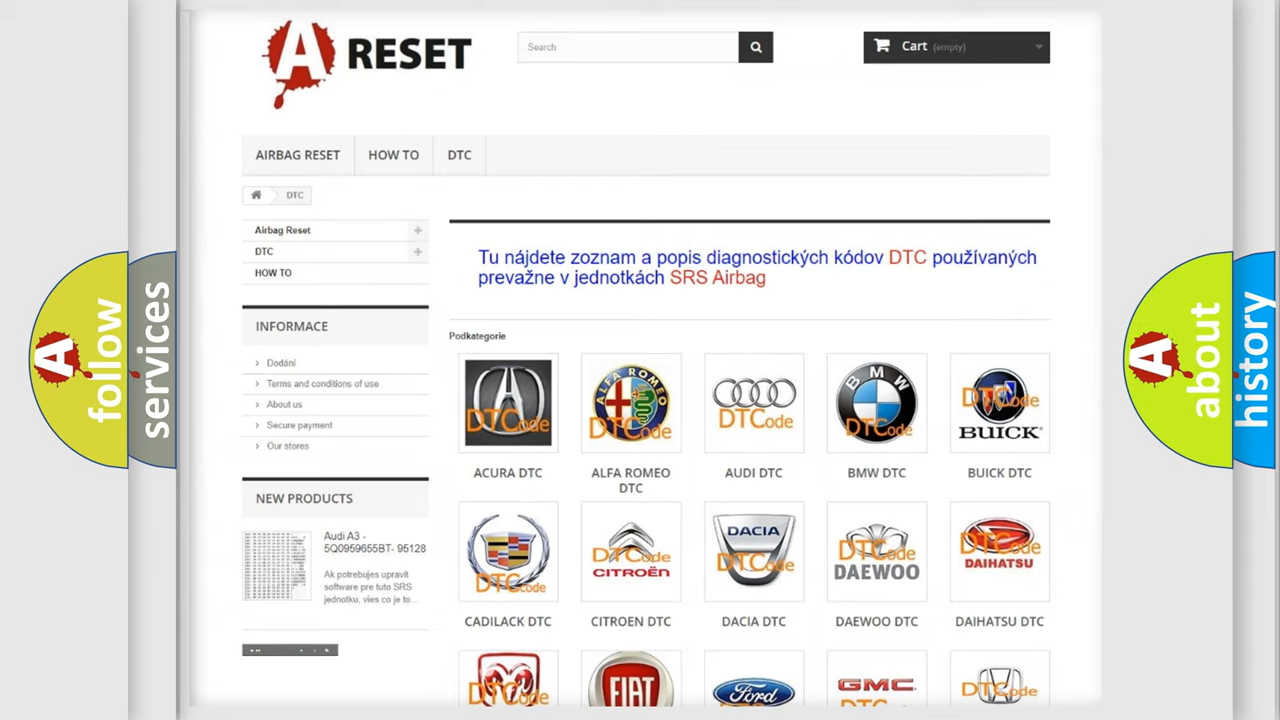 A RESET
Search
Cart (empty)
AIRBAG RESET
HOW TO
DTC
DTC
Airbag Reset
DTC
HOW TO
Tu nájdete zoznam a popis diagnostických kódov DTC používaných
prevažne v jednotkách SRS Airbag
INFORMACE
Dodání
Terms and conditions of use
About us
Secure payment
Our stores
Podkategorie
DTCode
ALFA ROMEO
DTCode
DTCode
BMW
DTCode
DTCode
BUICK
ACURA DTC
ALFA ROMEO
DTC
AUDI DTC
BMW DTC
BUICK DTC
NEW PRODUCTS
Audi A3 -
5Q0959655BT- 95128
Ak potrebujes upravit
software pre tuto SRS
jednotku, vies co je to...
DTCode
DTCode
CITROËN
DACIA
DTCode
DTCode
DAEWOO
DTCode
DAIHATSU
CADILACK DTC
CITROEN DTC
DACIA DTC
DAEWOO DTC
DAIHATSU DTC
DTCode
FIAT
Ford
GMC
DTCode
A follow
services
A about
history